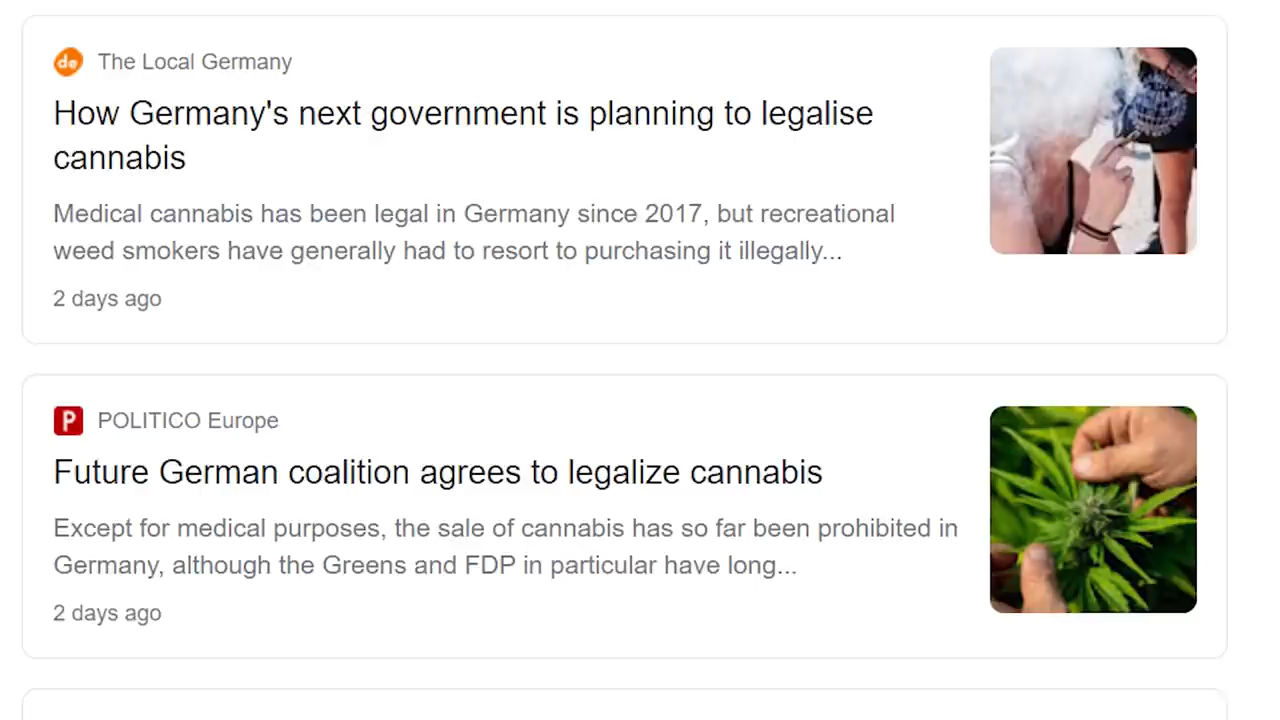 de The Local Germany
How Germany's next government is planning to legalise
cannabis
Medical cannabis has been legal in Germany since 2017, but recreational
weed smokers have generally had to resort to purchasing it illegally...
2 days ago
P POLITICO Europe
Future German coalition agrees to legalize cannabis
Except for medical purposes, the sale of cannabis has so far been prohibited in
Germany, although the Greens and FDP in particular have long...
2 days ago